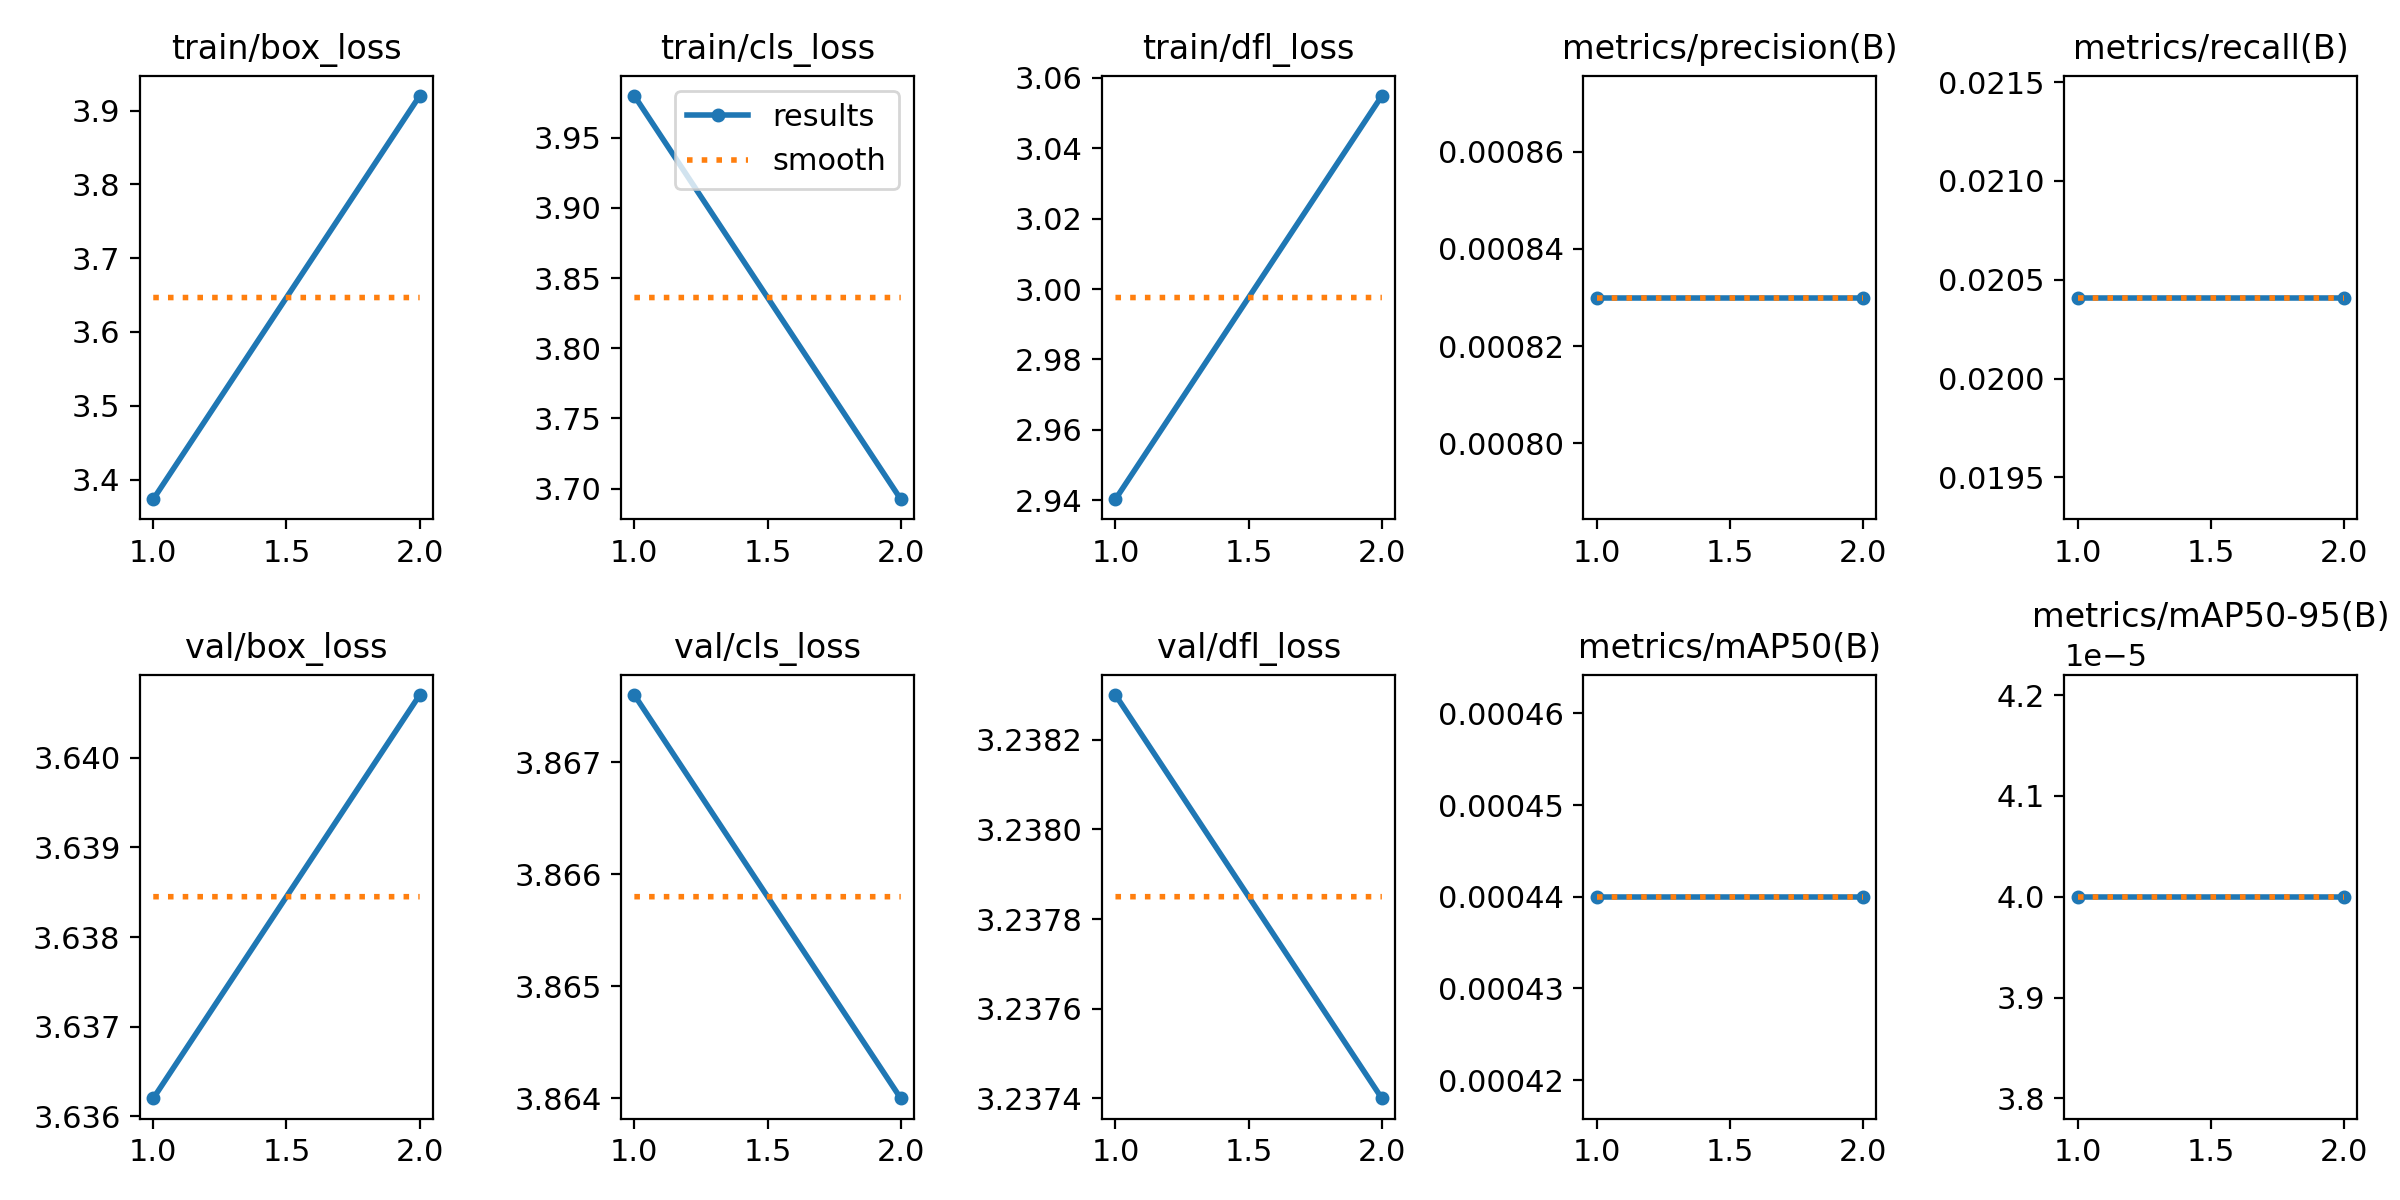 train/box_loss
3.9
3.8
3.7
3.6
3.5
3.4
1.0 1.5 2.0
train/cls_loss
results
smooth
3.95
3.90
3.85
3.80
3.75
3.70
1.0 1.5 2.0
train/dfl_loss
3.06
3.04
3.02
3.00
2.98
2.96
2.94
1.0 1.5 2.0
metrics/precision(B)
0.00086
0.00084
0.00082
0.00080
1.0 1.5 2.0
metrics/recall(B)
0.0215
0.0210
0.0205
0.0200
0.0195
1.0 1.5 2.0
val/box_loss
3.640
3.639
3.638
3.637
3.636
1.0 1.5 2.0
val/cls_loss
3.867
3.866
3.865
3.864
1.0 1.5 2.0
val/dfl_loss
3.2382
3.2380
3.2378
3.2376
3.2374
1.0 1.5 2.0
metrics/mAP50(B)
0.00046
0.00045
0.00044
0.00043
0.00042
1.0 1.5 2.0
metrics/mAP50-95(B)
1e−5
4.2
4.1
4.0
3.9
3.8
1.0 1.5 2.0